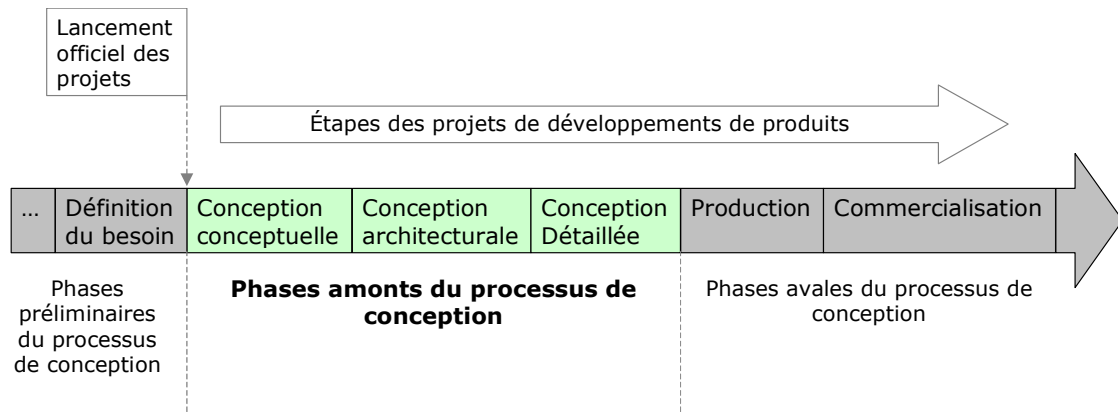 Lancement
officiel des
projets
Étapes des projets de développements de produits
...
Définition
du besoin
Conception
conceptuelle
Conception
architecturale
Conception
Détaillée
Production
Commercialisation
Phases
préliminaires
du processus
de conception
Phases amonts du processus de
conception
Phases avales du processus de
conception